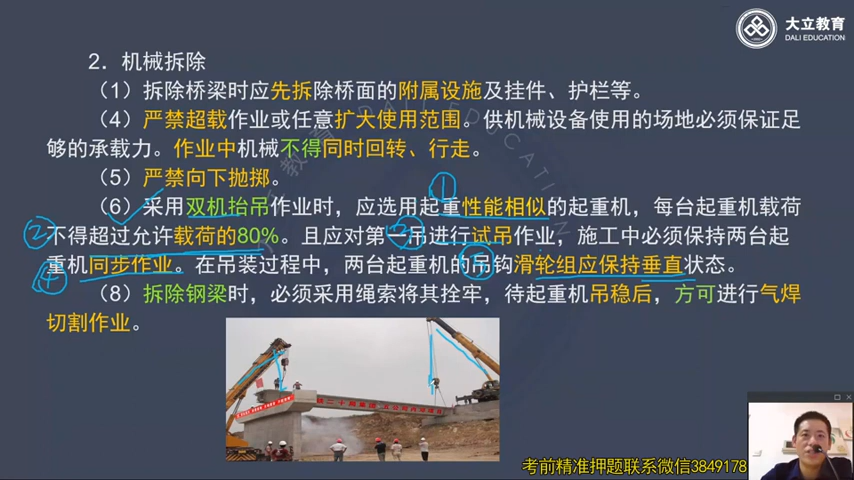 大立教育
DALI EDUCATION
2．机械拆除
（1）拆除桥梁时应先拆除桥面的附属设施及挂件、护栏等。
（4）严禁超载作业或任意扩大使用范围。供机械设备使用的场地必须保证足
够的承载力。作业中机械不得同时回转、行走。
（5）严禁向下抛掷。
①
（6）采用双机抬吊作业时，应选用起重性能相似的起重机，每台起重机载荷
②不得超过允许载荷的80%。且应对第一吊进行试吊作业，施工中必须保持两台起
④重机同步作业。在吊装过程中，两台起重机的吊钩滑轮组应保持垂直状态。
（8）拆除钢梁时，必须采用绳索将其拴牢，待起重机吊稳后，方可进行气焊
切割作业。
考前精准押题联系微信3849178